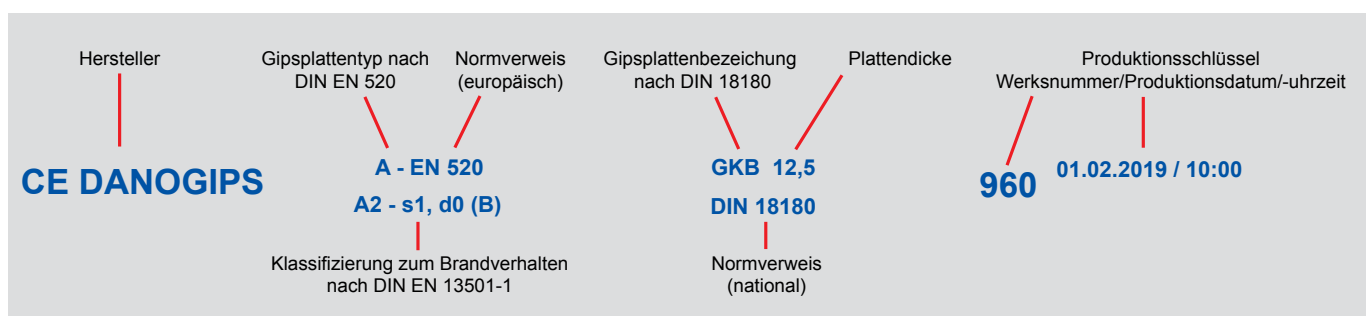 Hersteller
Gipsplattentyp nach
DIN EN 520
Normverweis
(europäisch)
Gipsplattenbezeichung
nach DIN 18180
Plattendicke
Produktionsschlüssel
Werksnummer/Produktionsdatum/-uhrzeit
CE DANOGIPS
A - EN 520
A2 - s1, d0 (B)
GKB 12,5
DIN 18180
960
01.02.2019 / 10:00
Klassifizierung zum Brandverhalten
nach DIN EN 13501-1
Normverweis
(national)